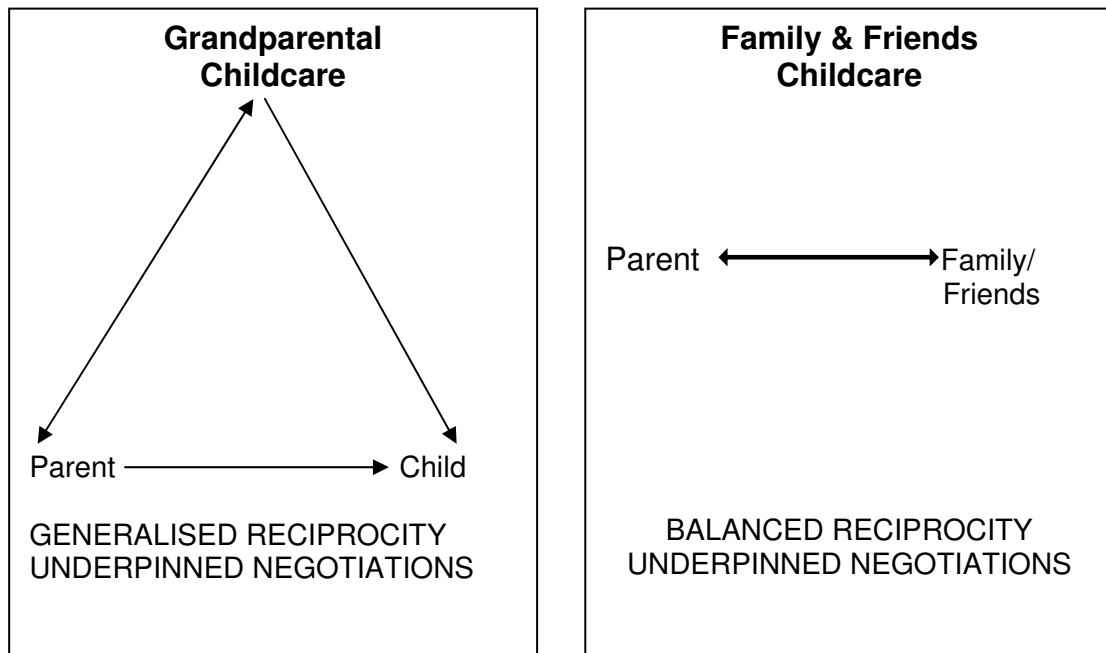 Grandparental
Childcare
Parent
Child
GENERALISED RECIPROCITY
UNDERPINNED NEGOTIATIONS
Family & Friends
Childcare
Parent
Family/
Friends
BALANCED RECIPROCITY
UNDERPINNED NEGOTIATIONS